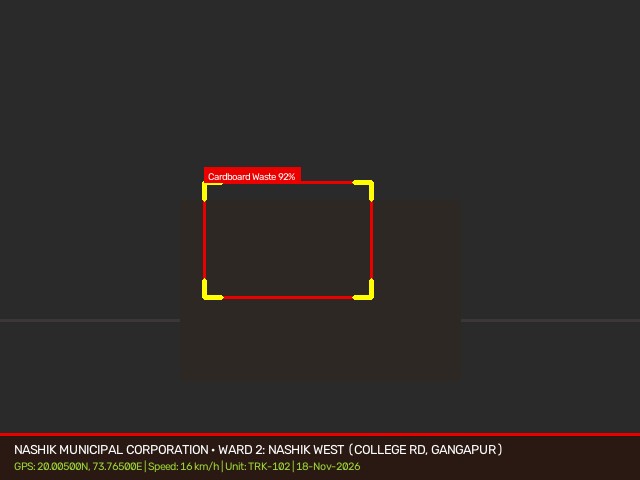 Cardboard Waste 92%
NASHIK MUNICIPAL CORPORATION • WARD 2: NASHIK WEST (COLLEGE RD, GANGAPUR)
GPS: 20.00500N, 73.76500E | Speed: 16 km/h | Unit: TRK-102 | 18-Nov-2026